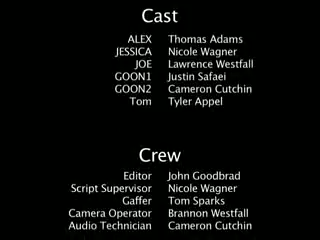 Cast
ALEX Thomas Adams
JESSICA Nicole Wagner
JOE Lawrence Westfall
GOON1 Justin Safaei
GOON2 Cameron Cutchin
Tom Tyler Appel
Crew
Editor John Goodbrad
Script Supervisor Nicole Wagner
Gaffer Tom Sparks
Camera Operator Brannon Westfall
Audio Technician Cameron Cutchin